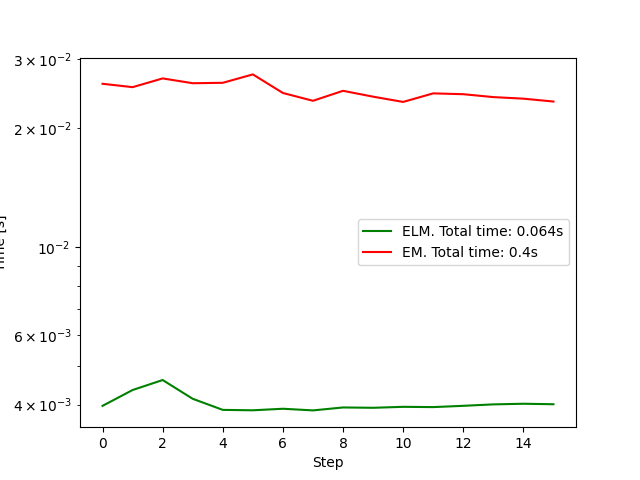 3 × 10⁻²
2 × 10⁻²
10⁻²
6 × 10⁻³
4 × 10⁻³
ELM. Total time: 0.064s
EM. Total time: 0.4s
0 2 4 6 8 10 12 14
Step